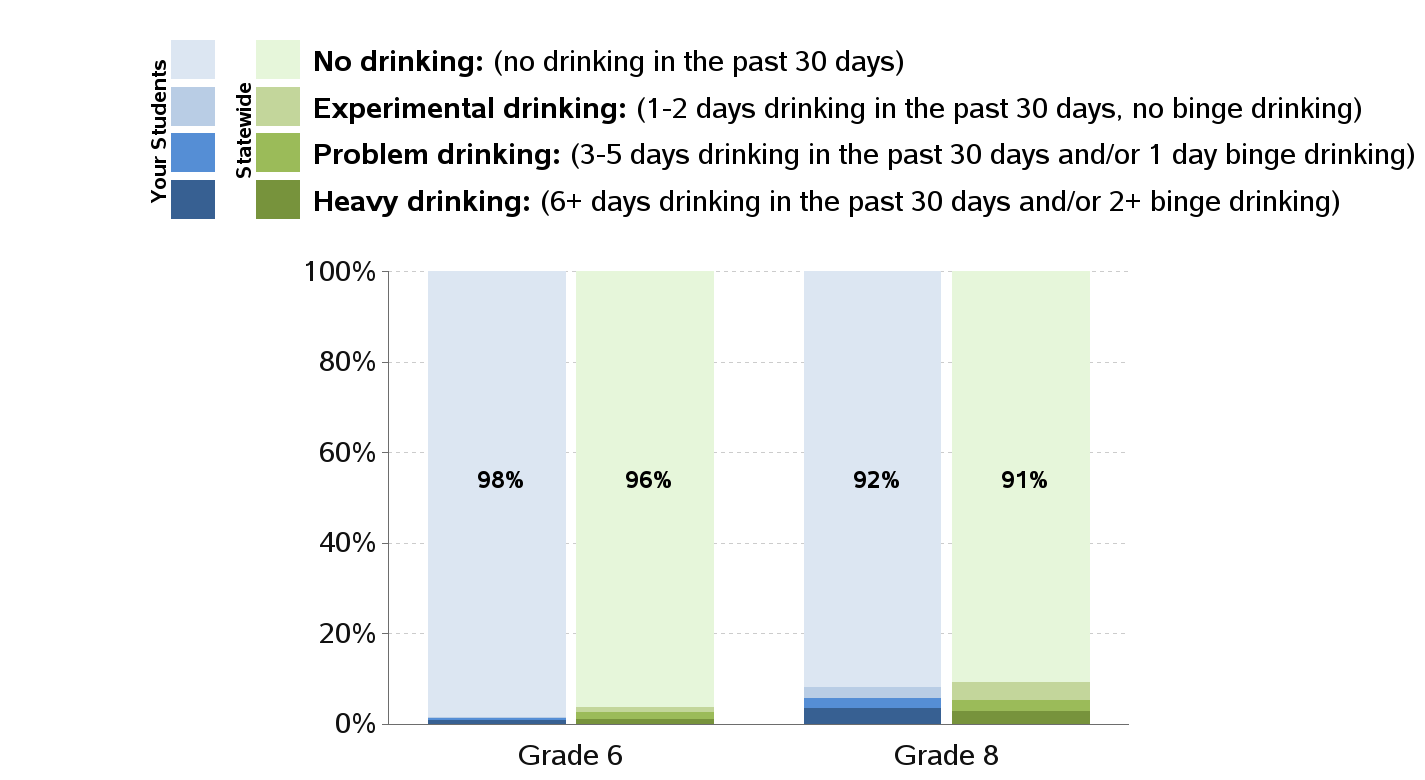 Your Students
Statewide
No drinking: (no drinking in the past 30 days)
Experimental drinking: (1-2 days drinking in the past 30 days, no binge drinking)
Problem drinking: (3-5 days drinking in the past 30 days and/or 1 day binge drinking)
Heavy drinking: (6+ days drinking in the past 30 days and/or 2+ binge drinking)
100%
80%
60%
40%
20%
0%
98%
96%
92%
91%
Grade 6
Grade 8